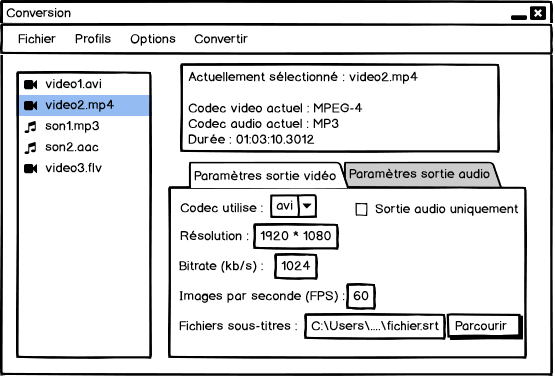 Conversion
Fichier Profils Options Convertir
video1.avi
video2.mp4
son1.mp3
son2.aac
video3.flv
Actuellement sélectionné : video2.mp4
Codec video actuel : MPEG-4
Codec audio actuel : MP3
Durée : 01:03:10.3012
Paramètres sortie vidéo Paramètres sortie audio
Codec utilise : avi Sortie audio uniquement
Résolution : 1920 * 1080
Bitrate (kb/s) : 1024
Images par seconde (FPS) : 60
Fichiers sous-titres : C:\Users\....\fichier.srt Parcourir